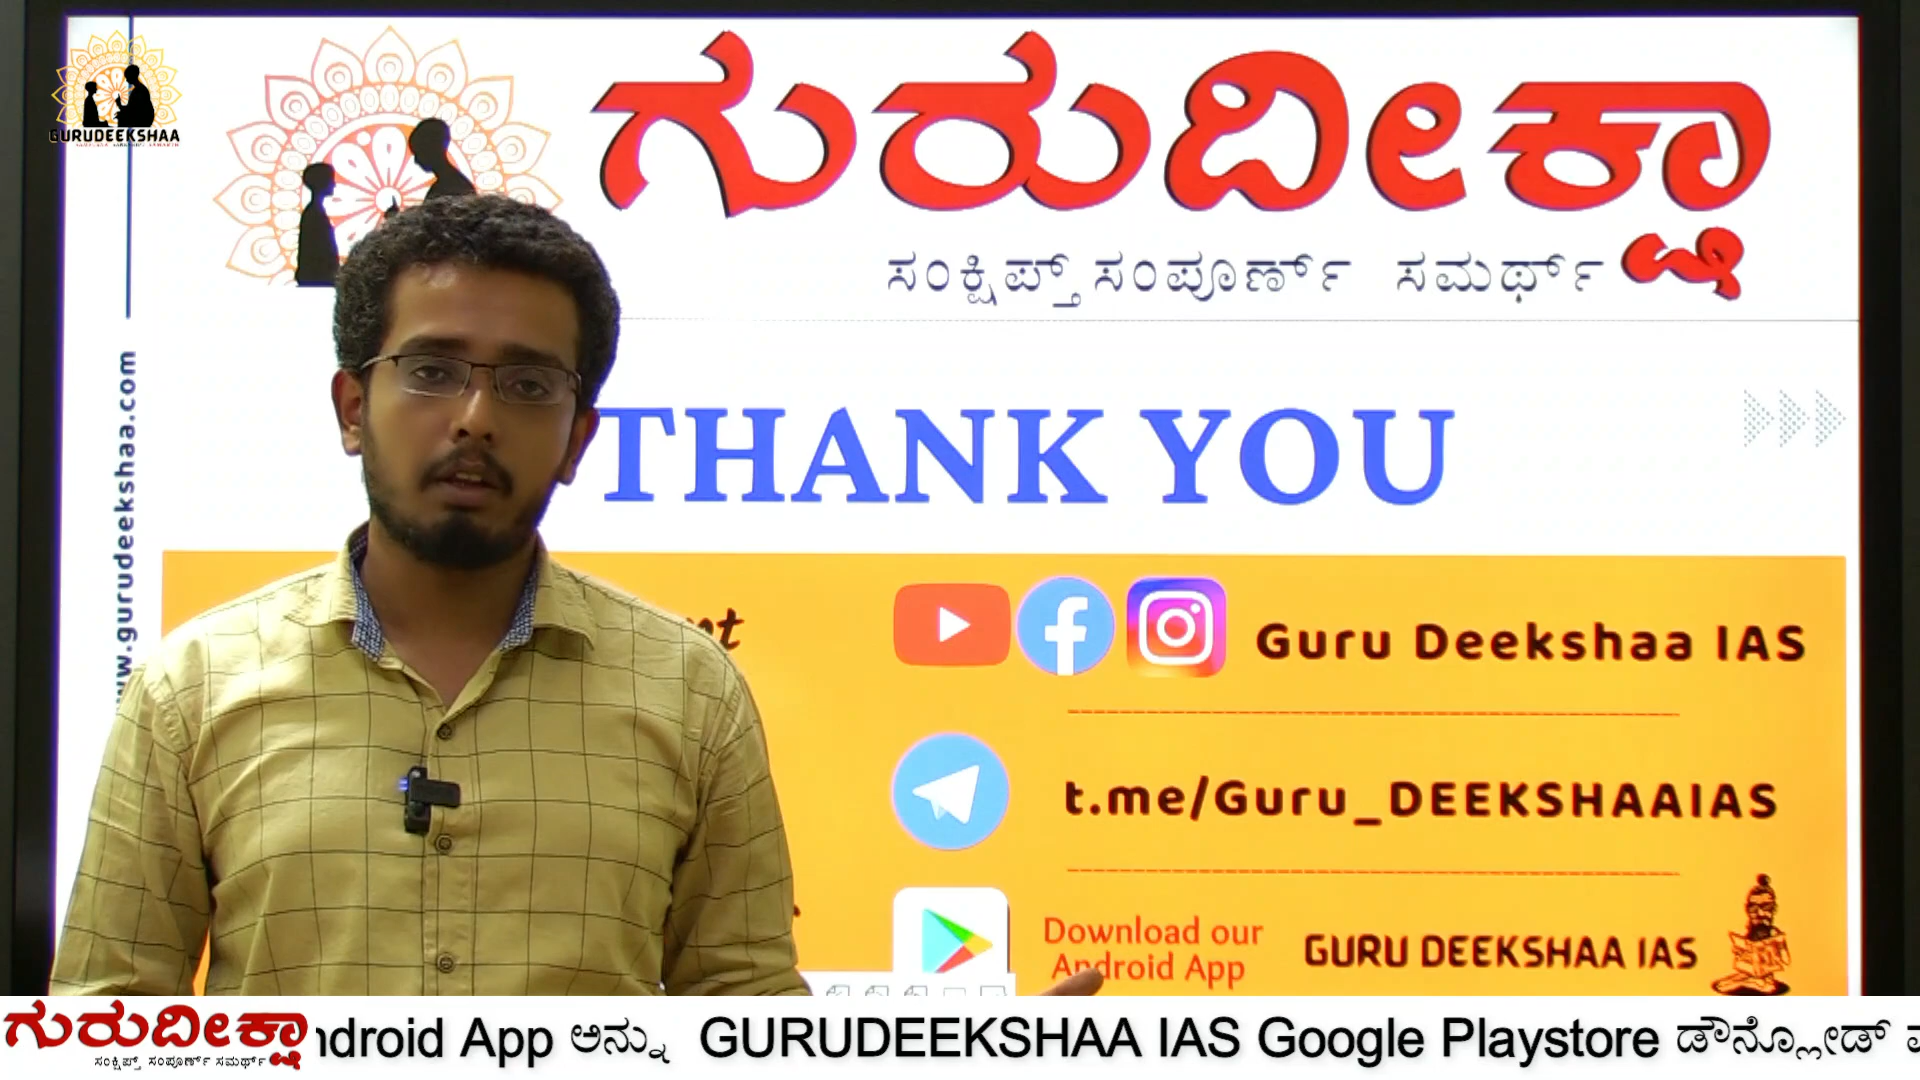 GURUDEEKSHAA
ಗುರುದೀಕ್ಷಾ
ಸಂಕ್ಷಿಪ್ತ್ ಸಂಪೂರ್ಣ್ ಸಮರ್ಥ್
THANK YOU
www.gurudeekshaa.com
Guru Deekshaa IAS
t.me/Guru_DEEKSHAAIAS
Download our
Android App
GURU DEEKSHAA IAS
ಗುರುದೀಕ್ಷಾ
ಸಂಕ್ಷಿಪ್ತ್ ಸಂಪೂರ್ಣ್ ಸಮರ್ಥ್
ndroid App ಅನ್ನು GURUDEEKSHAA IAS Google Playstore ಡೌನ್ಲೋಡ್